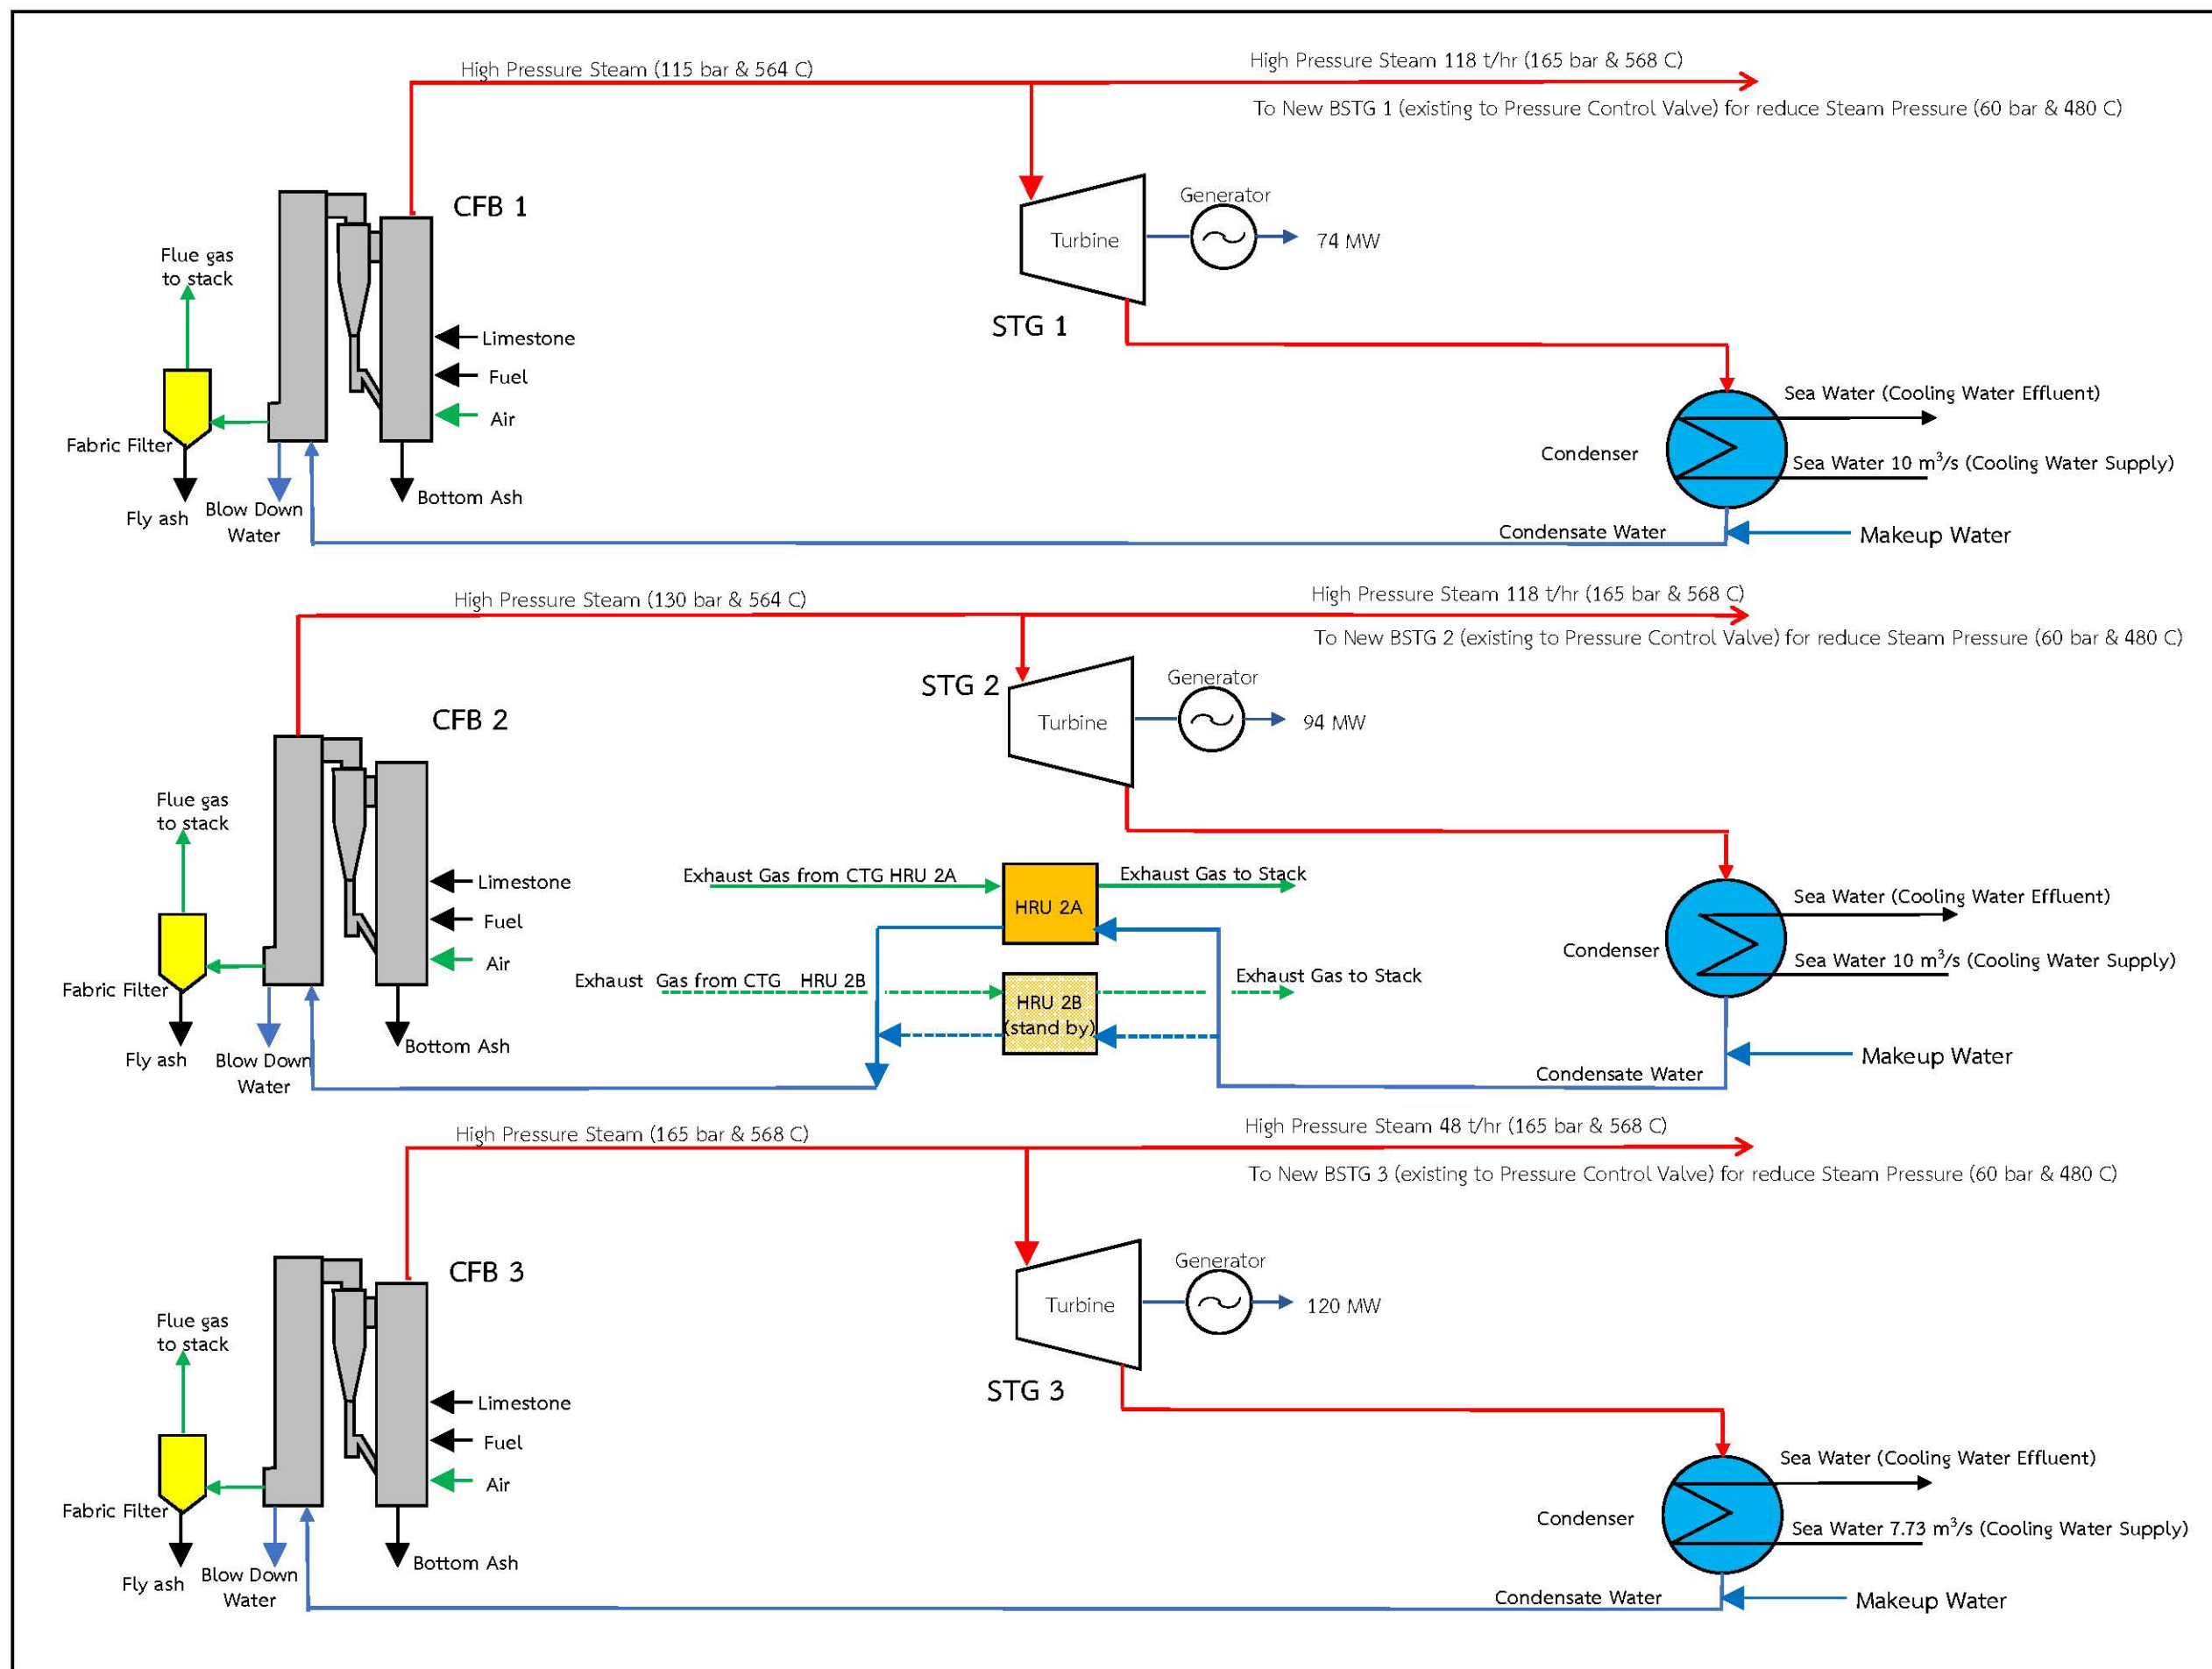 High Pressure Steam (115 bar & 564 C)
High Pressure Steam 118 t/hr (165 bar & 568 C)
To New BSTG 1 (existing to Pressure Control Valve) for reduce Steam Pressure (60 bar & 480 C)
CFB 1
Generator
Turbine
74 MW
STG 1
Flue gas
to stack
Limestone
Fuel
Air
Fabric Filter
Fly ash
Blow Down
Water
Bottom Ash
Condenser
Sea Water (Cooling Water Effluent)
Sea Water 10 m³/s (Cooling Water Supply)
Condensate Water
Makeup Water
High Pressure Steam (130 bar & 564 C)
High Pressure Steam 118 t/hr (165 bar & 568 C)
To New BSTG 2 (existing to Pressure Control Valve) for reduce Steam Pressure (60 bar & 480 C)
STG 2
Generator
Turbine
94 MW
CFB 2
Flue gas
to stack
Limestone
Fuel
Air
Fabric Filter
Fly ash
Blow Down
Water
Bottom Ash
Exhaust Gas from CTG HRU 2A
HRU 2A
Exhaust Gas to Stack
Exhaust Gas from CTG HRU 2B
HRU 2B
(stand by)
Exhaust Gas to Stack
Condenser
Sea Water (Cooling Water Effluent)
Sea Water 10 m³/s (Cooling Water Supply)
Condensate Water
Makeup Water
High Pressure Steam (165 bar & 568 C)
High Pressure Steam 48 t/hr (165 bar & 568 C)
To New BSTG 3 (existing to Pressure Control Valve) for reduce Steam Pressure (60 bar & 480 C)
CFB 3
Generator
Turbine
120 MW
STG 3
Flue gas
to stack
Limestone
Fuel
Air
Fabric Filter
Fly ash
Blow Down
Water
Bottom Ash
Condenser
Sea Water (Cooling Water Effluent)
Sea Water 7.73 m³/s (Cooling Water Supply)
Condensate Water
Makeup Water